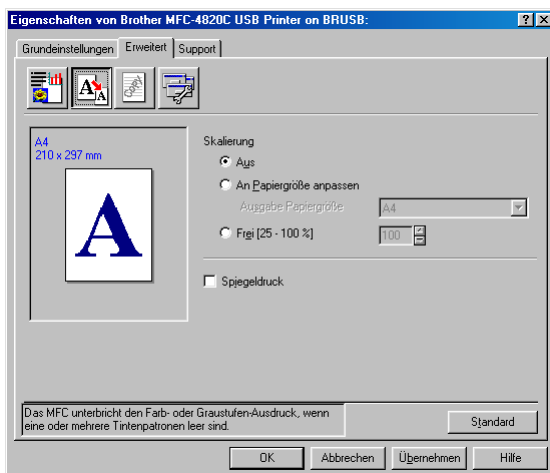 Eigenschaften von Brother MFC-4820C USB Printer on BRUSB:
Grundeinstellungen Erweitert Support
A A Copy
A4
210 x 297 mm
A
Skalierung
Aus
An Papiergröße anpassen
Ausgabe Papiergröße A4
Frei [25 - 100 %] 100
Spiegeldruck
Das MFC unterbricht den Farb- oder Graustufen-Ausdruck, wenn
eine oder mehrere Tintenpatronen leer sind.
Standard
OK Abbrechen Übernehmen Hilfe